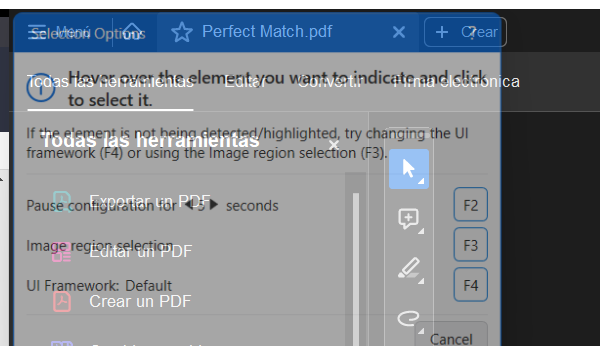 Selection Options
Menú
Perfect Match.pdf
+ Crear
?
Hover over the element you want to indicate and click
to select it.
Todas las herramientas Editar Convertir Firma electrónica
If the element is not being detected/highlighted, try changing the UI
framework (F4) or using the Image region selection (F3).
Todas las herramientas
Pause configuration for 5 seconds F2
Exportar un PDF
Image region selection F3
Editar un PDF
UI Framework: Default F4
Crear un PDF
Cancel